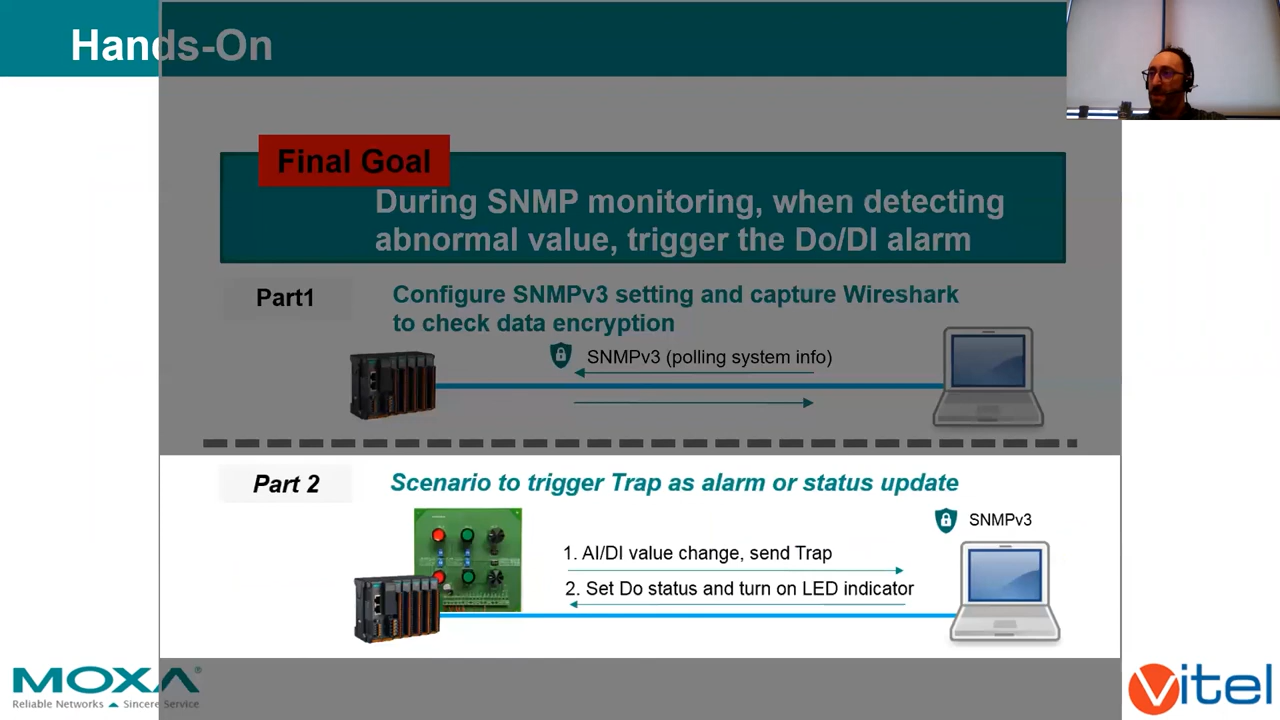 Hands-On
Final Goal
During SNMP monitoring, when detecting
abnormal value, trigger the Do/DI alarm
Part1
Configure SNMPv3 setting and capture Wireshark
to check data encryption
SNMPv3 (polling system info)
Part 2
Scenario to trigger Trap as alarm or status update
SNMPv3
1. AI/DI value change, send Trap
2. Set Do status and turn on LED indicator
MOXA®
Reliable Networks ▲ Sincere Service
Vitel